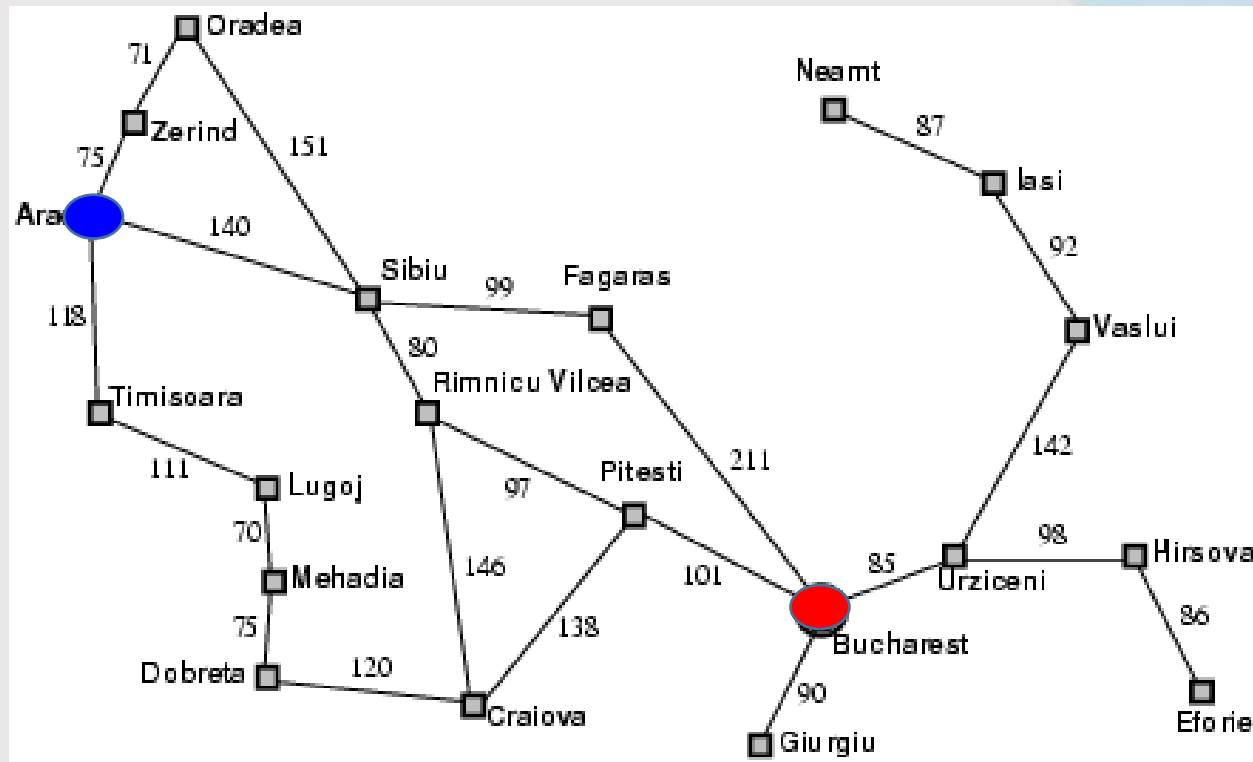 Oradea
71
Neamt
87
Zerind
151
75
Iasi
Ara
140
92
Sibiu
Fagaras
99
118
Vaslui
80
Timisoara
Rimnicu Vilcea
211
142
111
Lugoj
97
Pitesti
70
98
Hirsova
146
101
85
Mehadia
Urziceni
86
75
138
Bucharest
Dobreta
120
90
Craiova
Eforie
Giurgiu